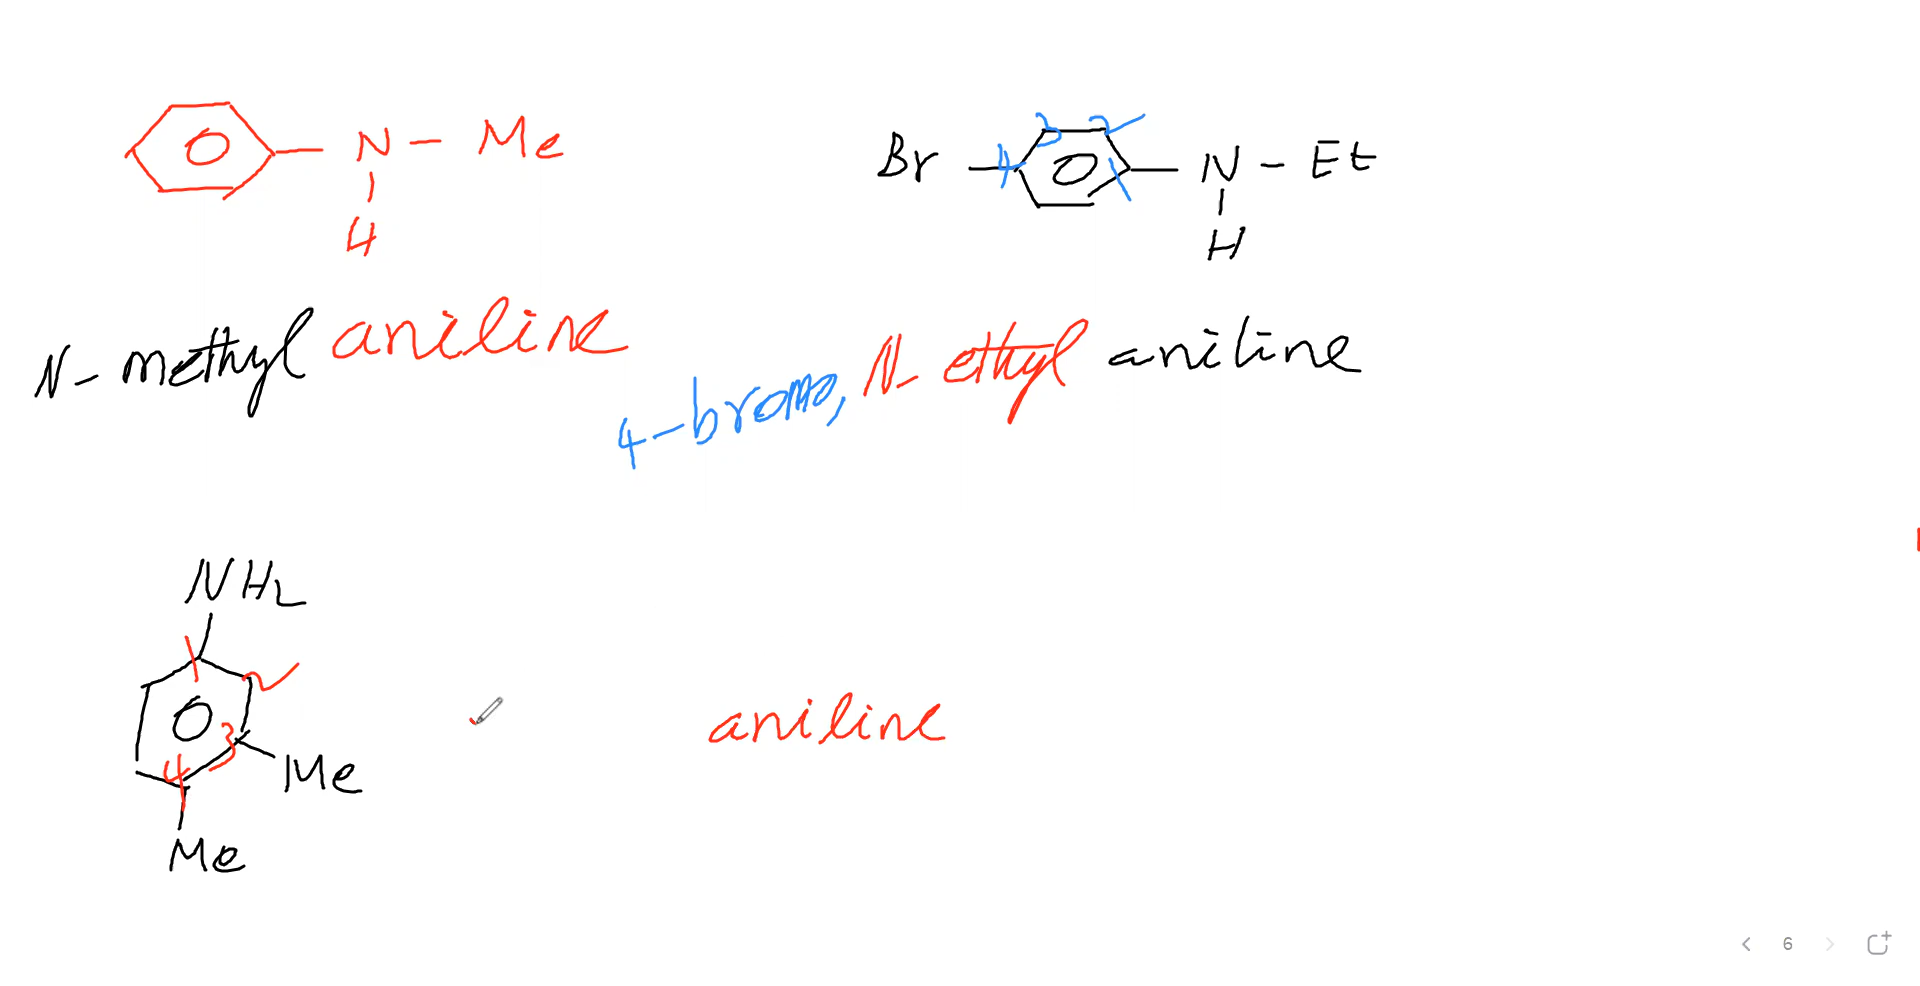 N - Me
H
Br 4 3 2 1 N - Et
H
N- methyl aniline
4-bromo, N- ethyl aniline
NH2
1 2
3
4 Me
Me
aniline
6